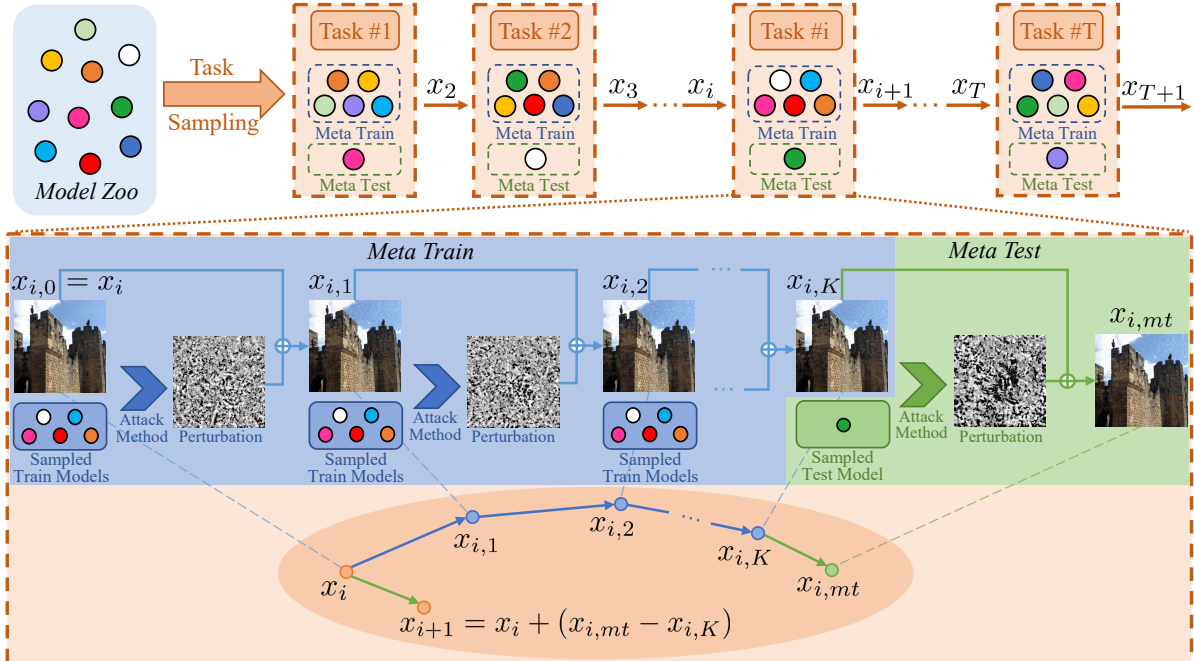 Task #1
Task #2
Task #i
Task #T
Task
Sampling
Model Zoo
Meta Train
Meta Test
x_2
Meta Train
Meta Test
x_3
x_i
Meta Train
Meta Test
x_{i+1}
x_T
Meta Train
Meta Test
x_{T+1}
Meta Train
Meta Test
x_{i,0} = x_i
x_{i,1}
x_{i,2}
x_{i,K}
x_{i,mt}
Attack
Method
Perturbation
Attack
Method
Perturbation
Attack
Method
Perturbation
Sampled
Train Models
Sampled
Train Models
Sampled
Train Models
Sampled
Test Model
x_i
x_{i,1}
x_{i,2}
x_{i,K}
x_{i,mt}
x_{i+1} = x_i + (x_{i,mt} − x_{i,K})